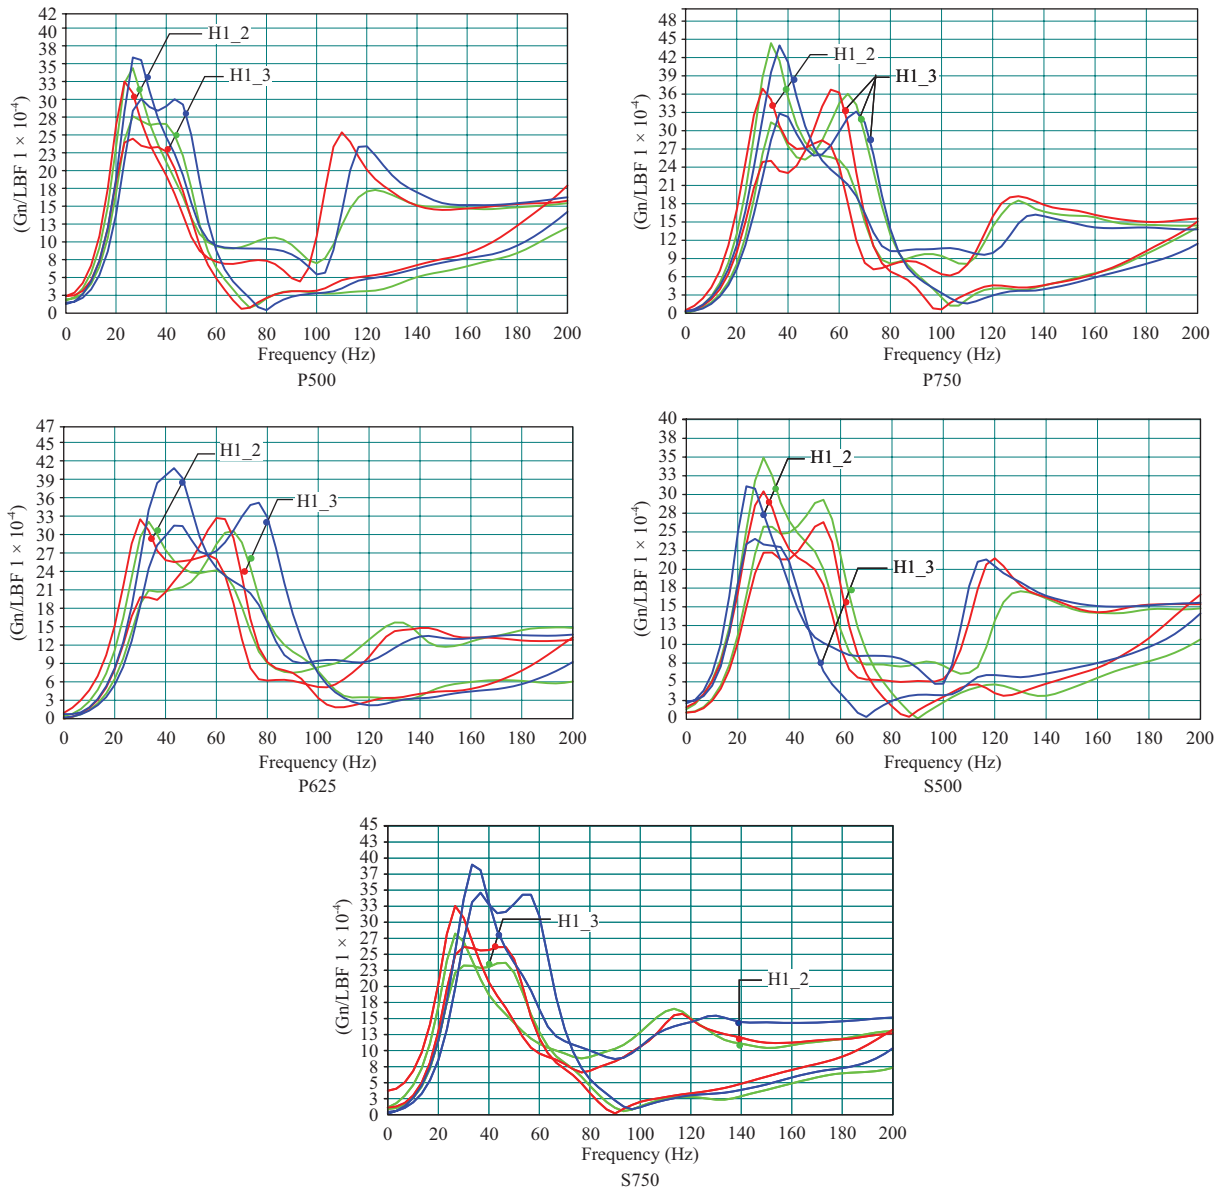 42
40
38
35
33
30
28
25
23
20
18
15
13
10
8
5
3
0
((Gn/LBF 1 × 10⁻⁴)
H1_2
H1_3
0 20 40 60 80 100 120 140 160 180 200
Frequency (Hz)
P500
48
45
42
39
36
33
30
27
24
21
18
15
12
9
6
3
0
(Gn/LBF 1 × 10⁻⁴)
H1_2
H1_3
0 20 40 60 80 100 120 140 160 180 200
Frequency (Hz)
P750
47
45
42
39
36
33
30
27
24
21
18
15
12
9
6
3
0
(Gn/LBF 1 × 10⁻⁴)
H1_2
H1_3
0 20 40 60 80 100 120 140 160 180 200
Frequency (Hz)
P625
40
38
35
33
30
28
25
23
20
18
15
13
10
8
5
3
0
(Gn/LBF 1 × 10⁻⁴)
H1_2
H1_3
0 20 40 60 80 100 120 140 160 180 200
Frequency (Hz)
S500
45
43
40
37
35
33
30
27
25
23
20
18
15
13
10
8
5
3
0
(Gn/LBF 1 × 10⁻⁴)
H1_3
H1_2
0 20 40 60 80 100 120 140 160 180 200
Frequency (Hz)
S750